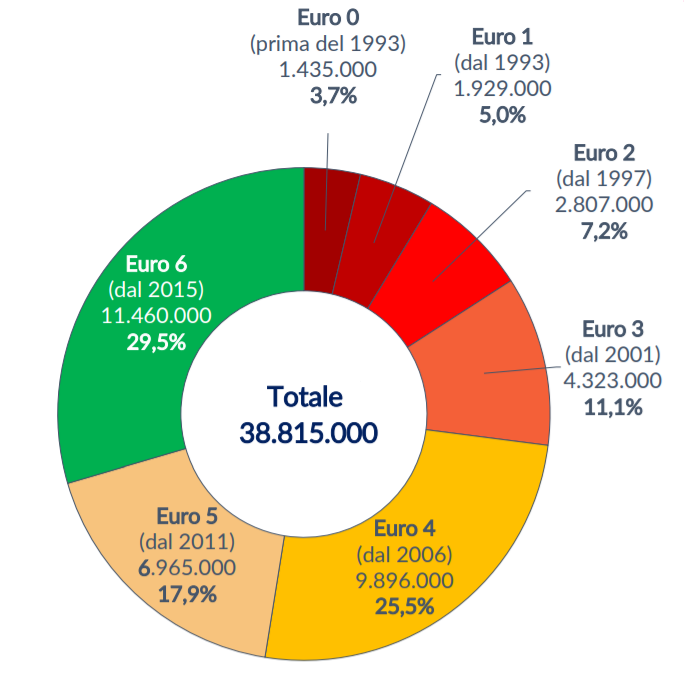 Euro 0
(prima del 1993)
1.435.000
3,7%
Euro 1
(dal 1993)
1.929.000
5,0%
Euro 2
(dal 1997)
2.807.000
7,2%
Euro 3
(dal 2001)
4.323.000
11,1%
Euro 4
(dal 2006)
9.896.000
25,5%
Euro 5
(dal 2011)
6.965.000
17,9%
Euro 6
(dal 2015)
11.460.000
29,5%
Totale
38.815.000